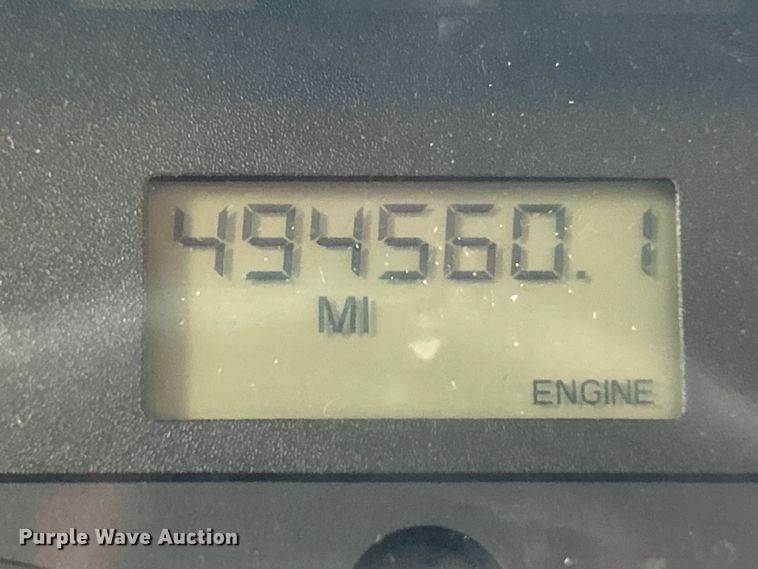 494560.1
MI
ENGINE
Purple Wave Auction®